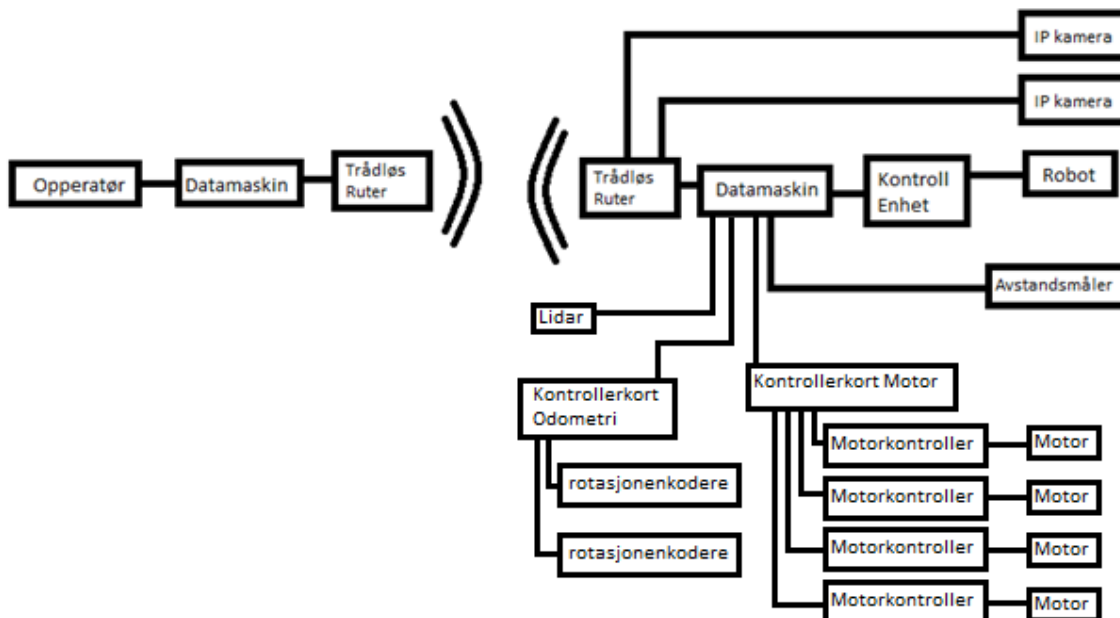 IP kamera
IP kamera
Opperatør
Datamaskin
Trådløs
Ruter
Trådløs
Ruter
Datamaskin
Kontroll
Enhet
Robot
Avstandsmåler
Lidar
Kontrollerkort
Odometri
rotasjonenkodere
rotasjonenkodere
Kontrollerkort Motor
Motorkontroller
Motor
Motorkontroller
Motor
Motorkontroller
Motor
Motorkontroller
Motor